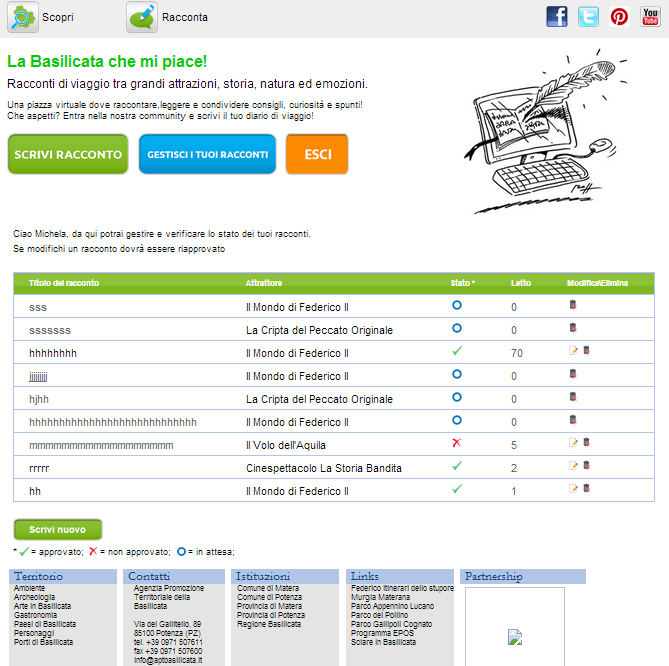 Scopri
Racconta
You Tube
La Basilicata che mi piace!
Racconti di viaggio tra grandi attrazioni, storia, natura ed emozioni.
Una piazza virtuale dove raccontare,leggere e condividere consigli, curiosità e spunti!
Che aspetti? Entra nella nostra community e scrivi il tuo diario di viaggio!
SCRIVI RACCONTO
GESTISCI I TUOI RACCONTI
ESCI
Ciao Michela, da qui potrai gestire e verificare lo stato dei tuoi racconti.
Se modifichi un racconto dovrà essere riapprovato
Titolo del racconto Attrattore Stato * Letto Modifica\Elimina
sss Il Mondo di Federico II 0
sssssss La Cripta del Peccato Originale 0
hhhhhhhh Il Mondo di Federico II 70
jjjjjjjjj Il Mondo di Federico II 0
hjhh La Cripta del Peccato Originale 0
hhhhhhhhhhhhhhhhhhhhhhhhhhhh Il Mondo di Federico II 0
mmmmmmmmmmmmmmmmmm Il Volo dell'Aquila 5
rrrrr Cinespettacolo La Storia Bandita 2
hh Il Mondo di Federico II 1
Scrivi nuovo
* = approvato; = non approvato; = in attesa;
Territorio
Ambiente
Archeologia
Arte in Basilicata
Gastronomia
Paesi di Basilicata
Personaggi
Porti di Basilicata
Contatti
Agenzia Promozione
Territoriale della
Basilicata
Via del Gallitello, 89
85100 Potenza (PZ)
tel. +39 0971 507611
fax +39 0971 507600
info@aptbasilicata.it
Istituzioni
Comune di Matera
Comune di Potenza
Provincia di Matera
Provincia di Potenza
Regione Basilicata
Links
Federico Itinerari dello stupore
Murgia Materana
Parco Appennino Lucano
Parco del Pollino
Parco Gallipoli Cognato
Programma EPOS
Sciare in Basilicata
Partnership